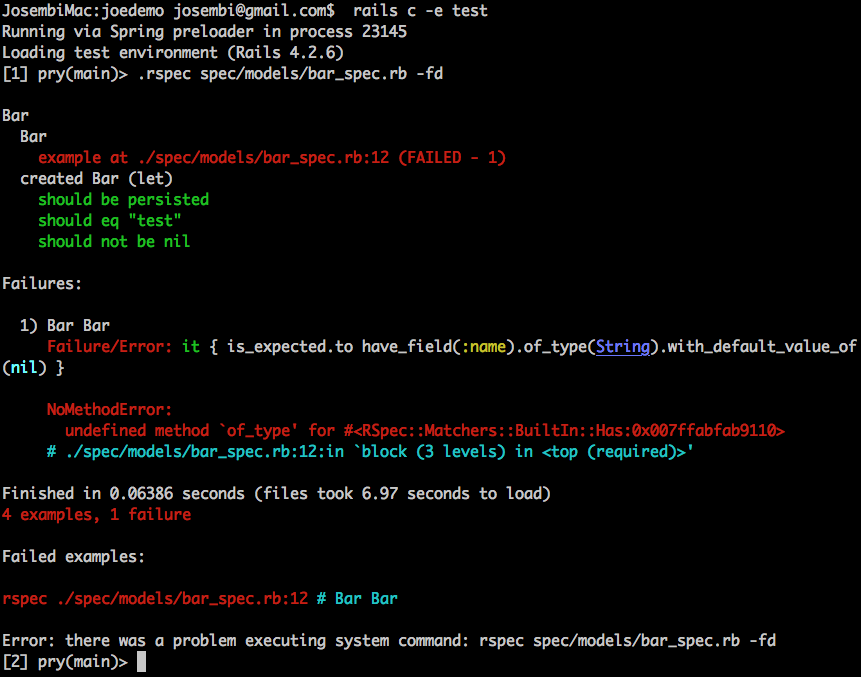 JosembiMac:joedemo josembi@gmail.com$  rails c -e test
Running via Spring preloader in process 23145
Loading test environment (Rails 4.2.6)
[1] pry(main)> .rspec spec/models/bar_spec.rb -fd
Bar
  Bar
    example at ./spec/models/bar_spec.rb:12 (FAILED - 1)
  created Bar (let)
    should be persisted
    should eq "test"
    should not be nil
Failures:
  1) Bar Bar
     Failure/Error: it { is_expected.to have_field(:name).of_type(String).with_default_value_of
(nil) }
     NoMethodError:
       undefined method `of_type' for #<RSpec::Matchers::BuiltIn::Has:0x007ffabfab9110>
     # ./spec/models/bar_spec.rb:12:in `block (3 levels) in <top (required)>'
Finished in 0.06386 seconds (files took 6.97 seconds to load)
4 examples, 1 failure
Failed examples:
rspec ./spec/models/bar_spec.rb:12 # Bar Bar
Error: there was a problem executing system command: rspec spec/models/bar_spec.rb -fd
[2] pry(main)>